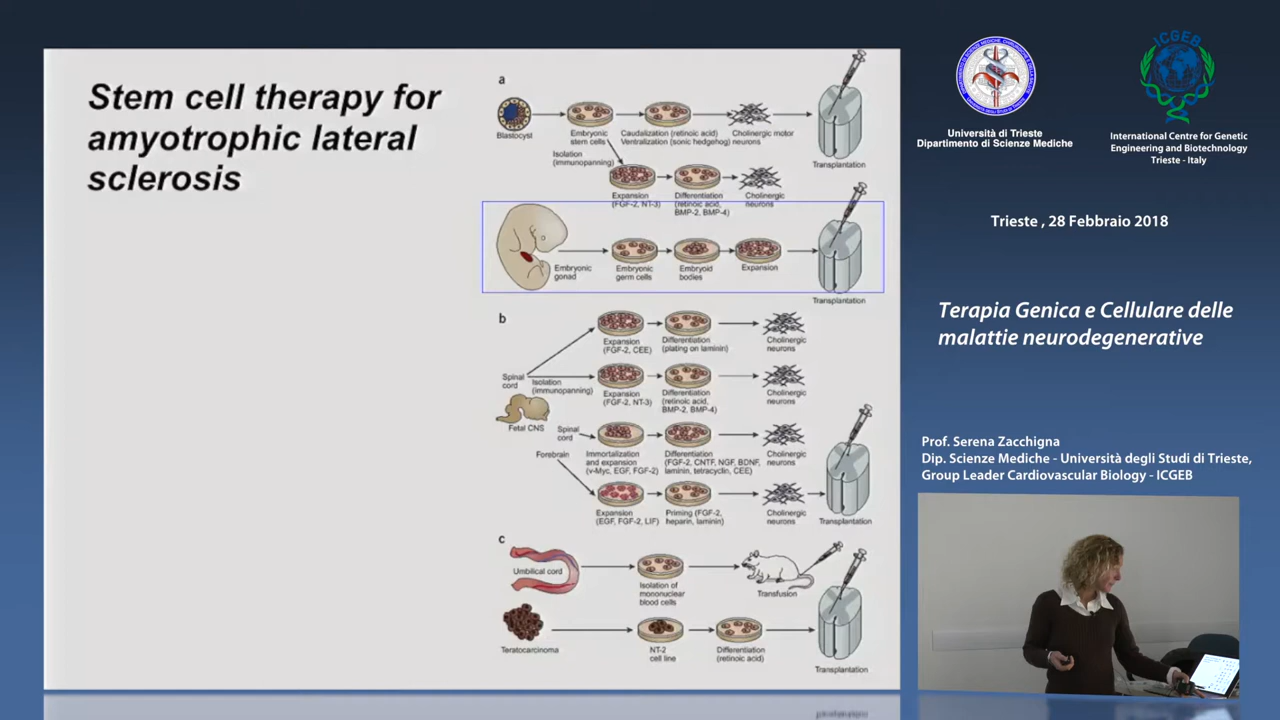 Stem cell therapy for
amyotrophic lateral
sclerosis
a
Blastocyst
Embryonic
stem cells
Caudalization (retinoic acid)
Ventralization (sonic hedgehog)
Cholinergic motor
neurons
Transplantation
Isolation
(immunopanning)
Expansion
(FGF-2, NT-3)
Differentiation
(retinoic acid,
BMP-2, BMP-4)
Cholinergic
neurons
Embryonic
gonad
Embryonic
germ cells
Embryoid
bodies
Expansion
Transplantation
b
Expansion
(FGF-2, CEE)
Differentiation
(plating on laminin)
Cholinergic
neurons
Spinal
cord
Isolation
(immunopanning)
Expansion
(FGF-2, NT-3)
Differentiation
(retinoic acid,
BMP-2, BMP-4)
Cholinergic
neurons
Fetal CNS
Spinal
cord
Forebrain
Immortalization
and expansion
(v-Myc, EGF, FGF-2)
Differentiation
(FGF-2, CNTF, NGF, BDNF,
laminin, tetracyclin, CEE)
Cholinergic
neurons
Expansion
(EGF, FGF-2, LIF)
Priming (FGF-2,
heparin, laminin)
Cholinergic
neurons
Transplantation
c
Umbilical cord
Isolation of
mononuclear
blood cells
Transfusion
Teratocarcinoma
NT-2
cell line
Differentiation
(retinoic acid)
Transplantation
Università di Trieste
Dipartimento di Scienze Mediche
ICGEB
International Centre for Genetic
Engineering and Biotechnology
Trieste - Italy
Trieste , 28 Febbraio 2018
Terapia Genica e Cellulare delle
malattie neurodegenerative
Prof. Serena Zacchigna
Dip. Scienze Mediche - Università degli Studi di Trieste,
Group Leader Cardiovascular Biology - ICGEB